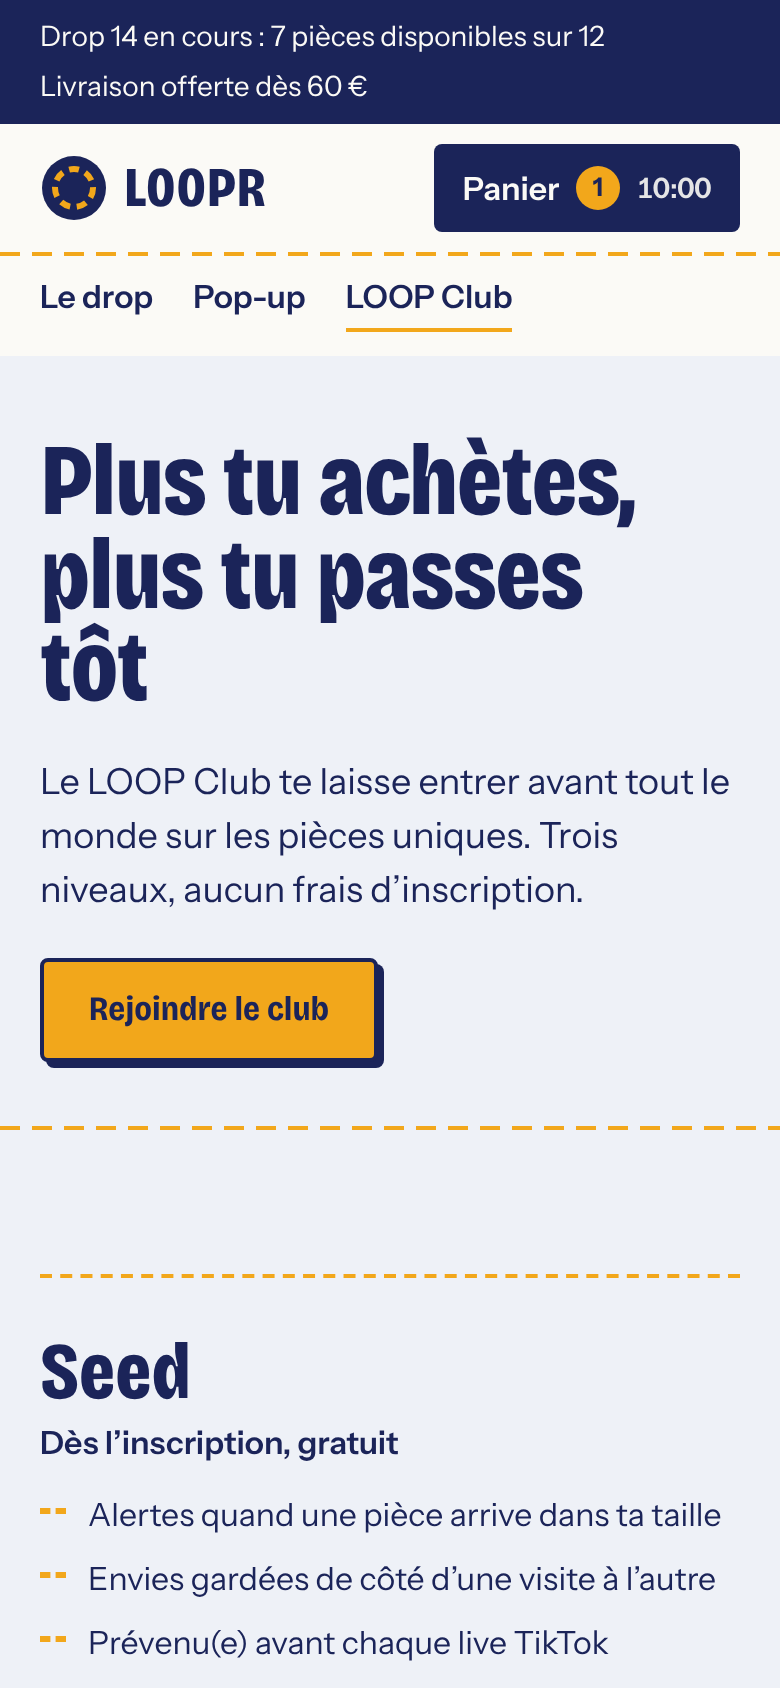 Drop 14 en cours : 7 pièces disponibles sur 12
Livraison offerte dès 60 €
LOOPR
Panier 1 10:00
Le drop Pop-up LOOP Club
Plus tu achètes,
plus tu passes
tôt
Le LOOP Club te laisse entrer avant tout le
monde sur les pièces uniques. Trois
niveaux, aucun frais d’inscription.
Rejoindre le club
Seed
Dès l’inscription, gratuit
Alertes quand une pièce arrive dans ta taille
Envies gardées de côté d’une visite à l’autre
Prévenu(e) avant chaque live TikTok